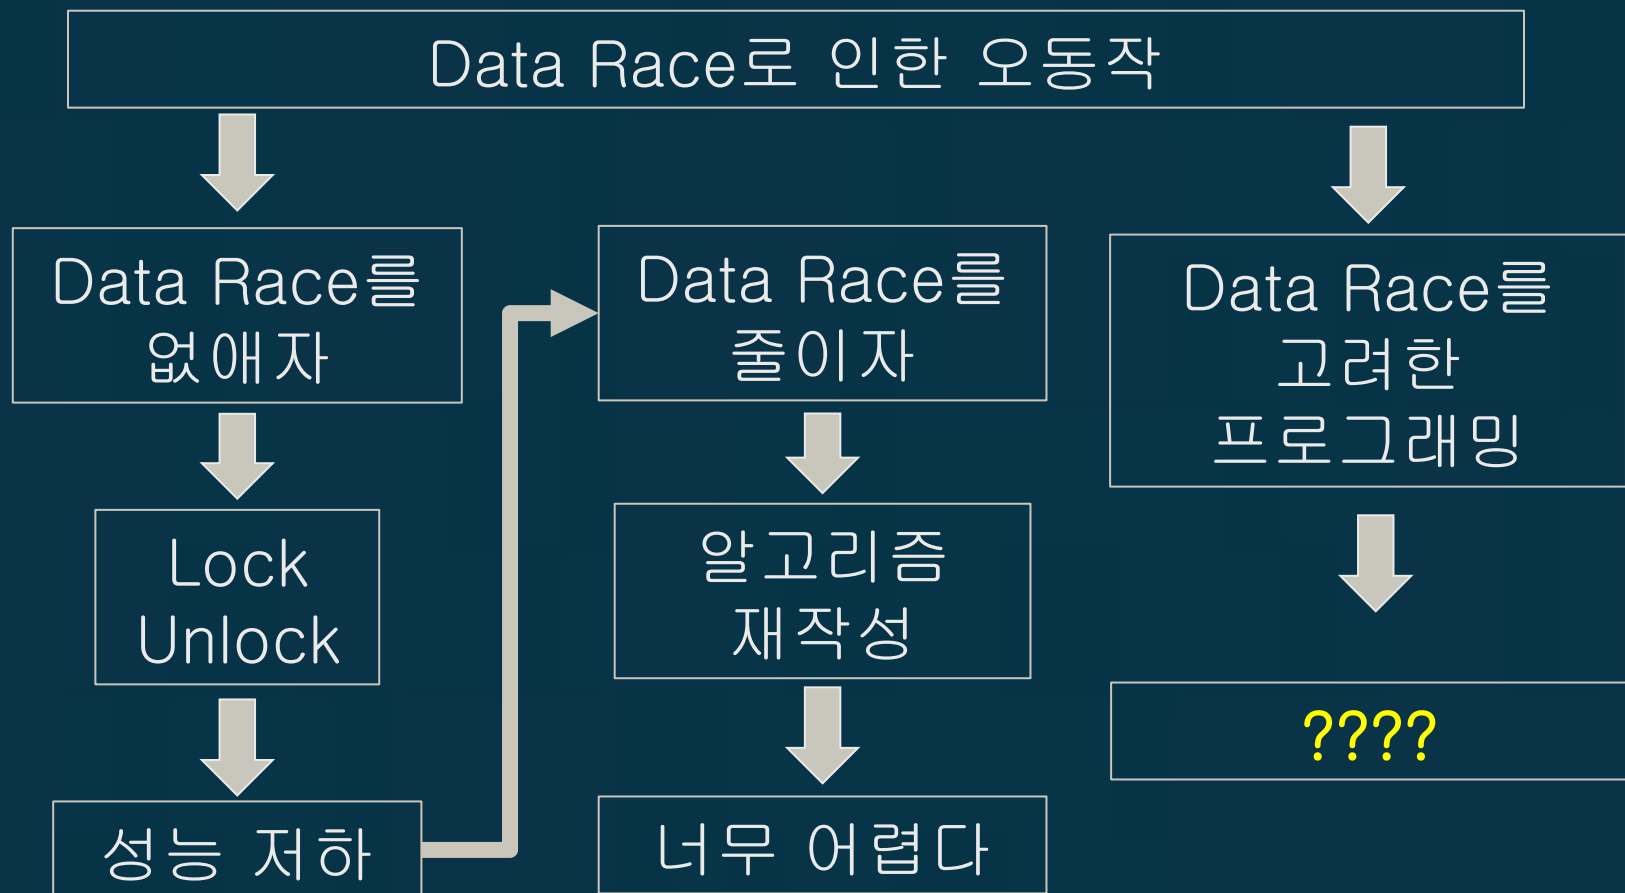 Data Race로 인한 오동작
Data Race를
없애자
Lock
Unlock
성능 저하
Data Race를
줄이자
알고리즘
재작성
너무 어렵다
Data Race를
고려한
프로그래밍
????